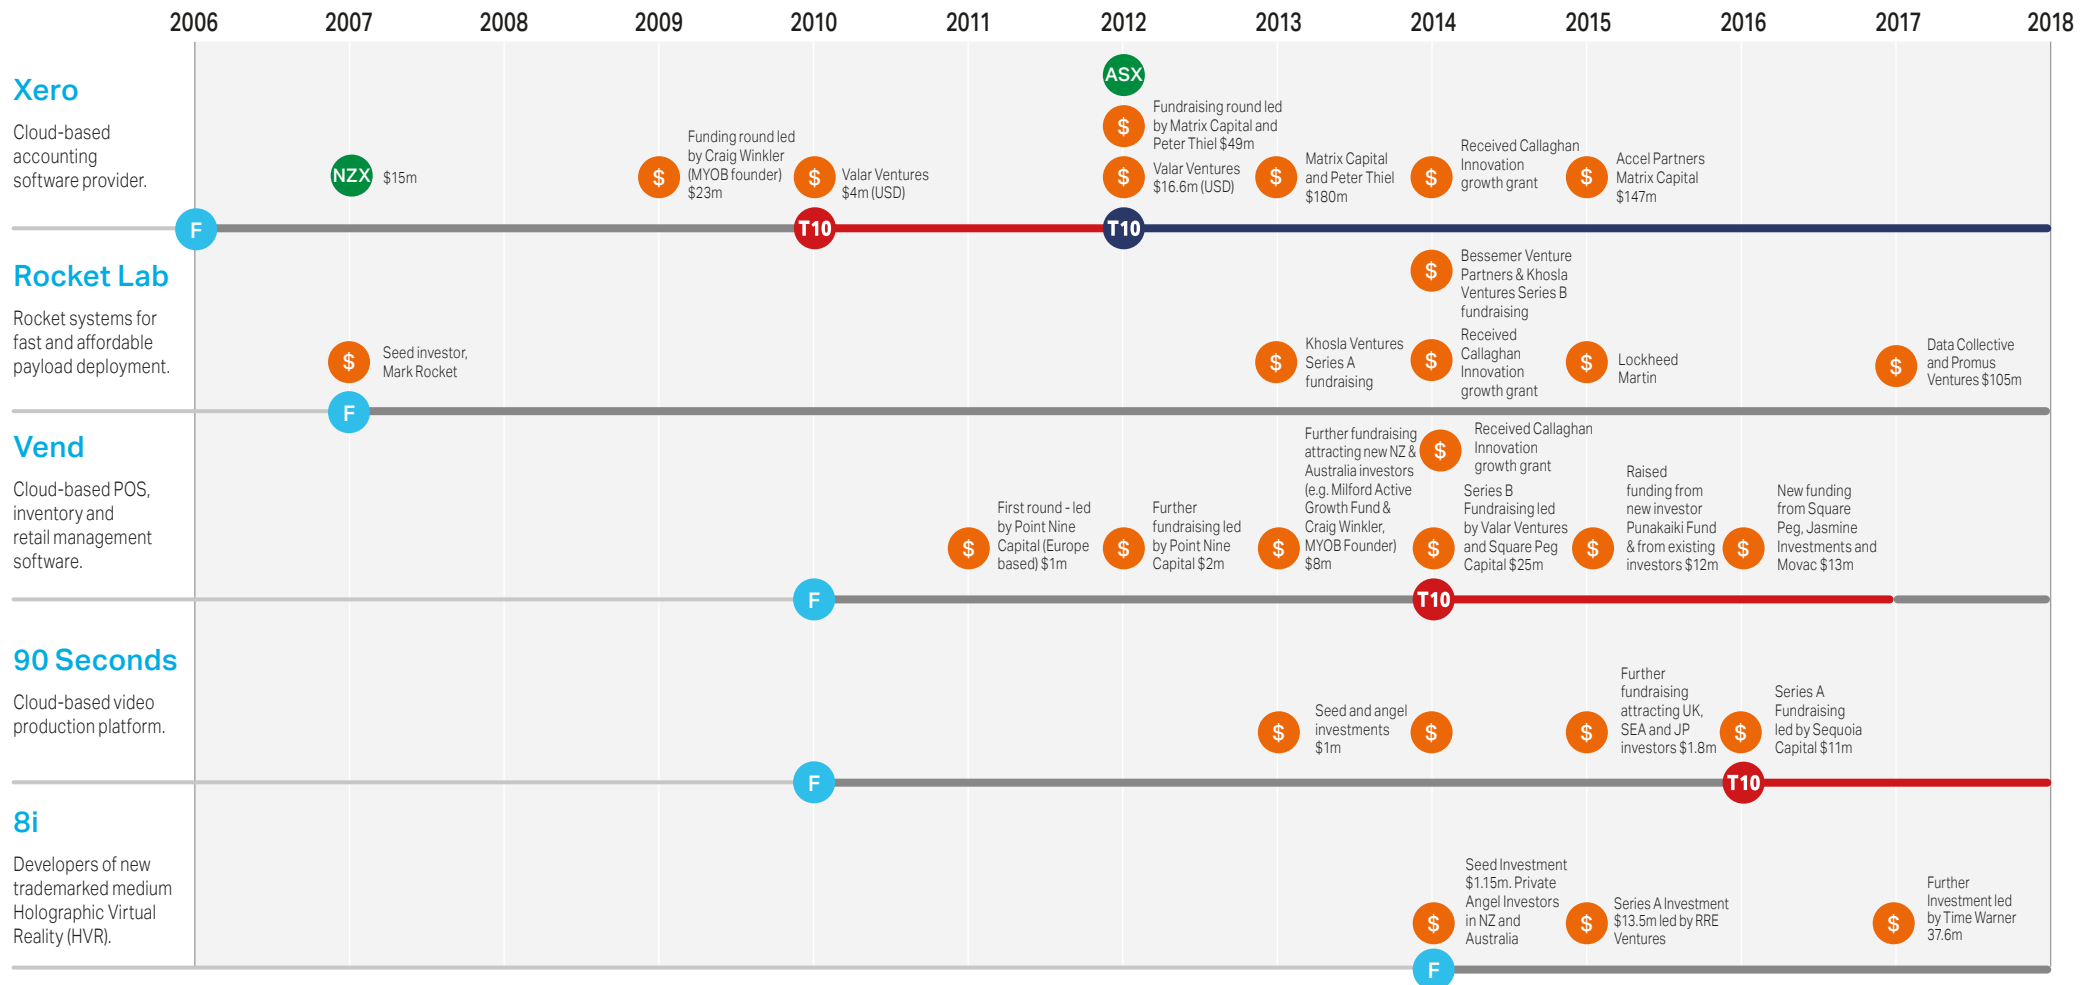 2006 2007 2008 2009 2010 2011 2012 2013 2014 2015 2016 2017 2018
Xero
Cloud-based
accounting
software provider.
F
NZX
$15m
$
Funding round led
by Craig Winkler
(MYOB founder)
$23m
$
Valar Ventures
$4m (USD)
T10
ASX
$
Fundraising round led
by Matrix Capital and
Peter Thiel $49m
$
Valar Ventures
$16.6m (USD)
T10
$
Matrix Capital
and Peter Thiel
$180m
$
Received Callaghan
Innovation
growth grant
$
Accel Partners
Matrix Capital
$147m
Rocket Lab
Rocket systems for
fast and affordable
payload deployment.
$
Seed investor,
Mark Rocket
F
$
Khosla Ventures
Series A
fundraising
$
Bessemer Venture
Partners & Khosla
Ventures Series B
fundraising
$
Received
Callaghan
Innovation
growth grant
$
Lockheed
Martin
$
Data Collective
and Promus
Ventures $105m
Vend
Cloud-based POS,
inventory and
retail management
software.
F
$
First round - led
by Point Nine
Capital (Europe
based) $1m
$
Further
fundraising led
by Point Nine
Capital $2m
$
Further fundraising
attracting new NZ &
Australia investors
(e.g. Milford Active
Growth Fund &
Craig Winkler,
MYOB Founder)
$8m
$
Received Callaghan
Innovation
growth grant
$
Series B
Fundraising led
by Valar Ventures
and Square Peg
Capital $25m
T10
$
Raised
funding from
new investor
Punakaiki Fund
& from existing
investors $12m
$
New funding
from Square
Peg, Jasmine
Investments and
Movac $13m
90 Seconds
Cloud-based video
production platform.
F
$
Seed and angel
investments
$1m
$
$
Further
fundraising
attracting UK,
SEA and JP
investors $1.8m
$
Series A
Fundraising
led by Sequoia
Capital $11m
T10
8i
Developers of new
trademarked medium
Holographic Virtual
Reality (HVR).
$
Seed Investment
$1.15m. Private
Angel Investors
in NZ and
Australia
F
$
Series A Investment
$13.5m led by RRE
Ventures
$
Further
Investment led
by Time Warner
37.6m